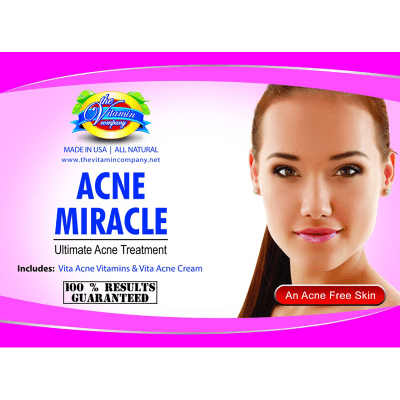 the
Vitamin
company
MADE IN USA | ALL NATURAL
www.thevitamincompany.net
ACNE
MIRACLE
Ultimate Acne Treatment
Includes: Vita Acne Vitamins & Vita Acne Cream
100 % RESULTS
GUARANTEED
An Acne Free Skin